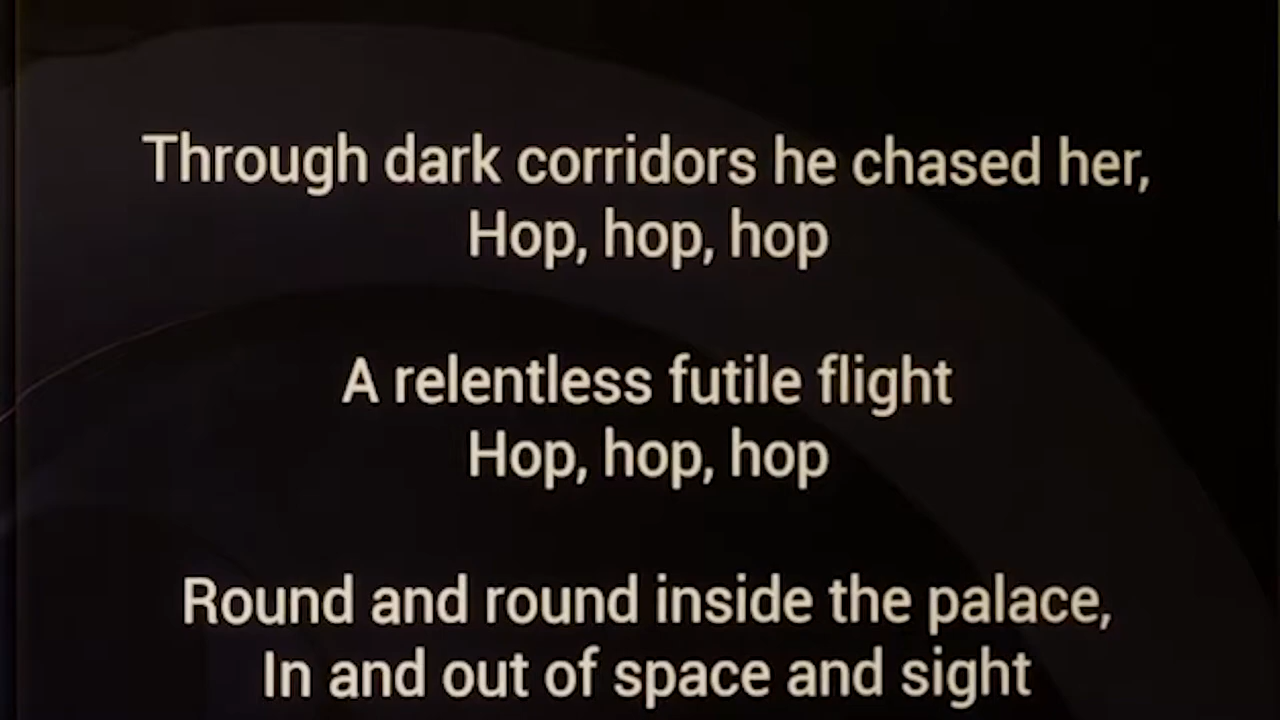 Through dark corridors he chased her,
Hop, hop, hop
A relentless futile flight
Hop, hop, hop
Round and round inside the palace,
In and out of space and sight